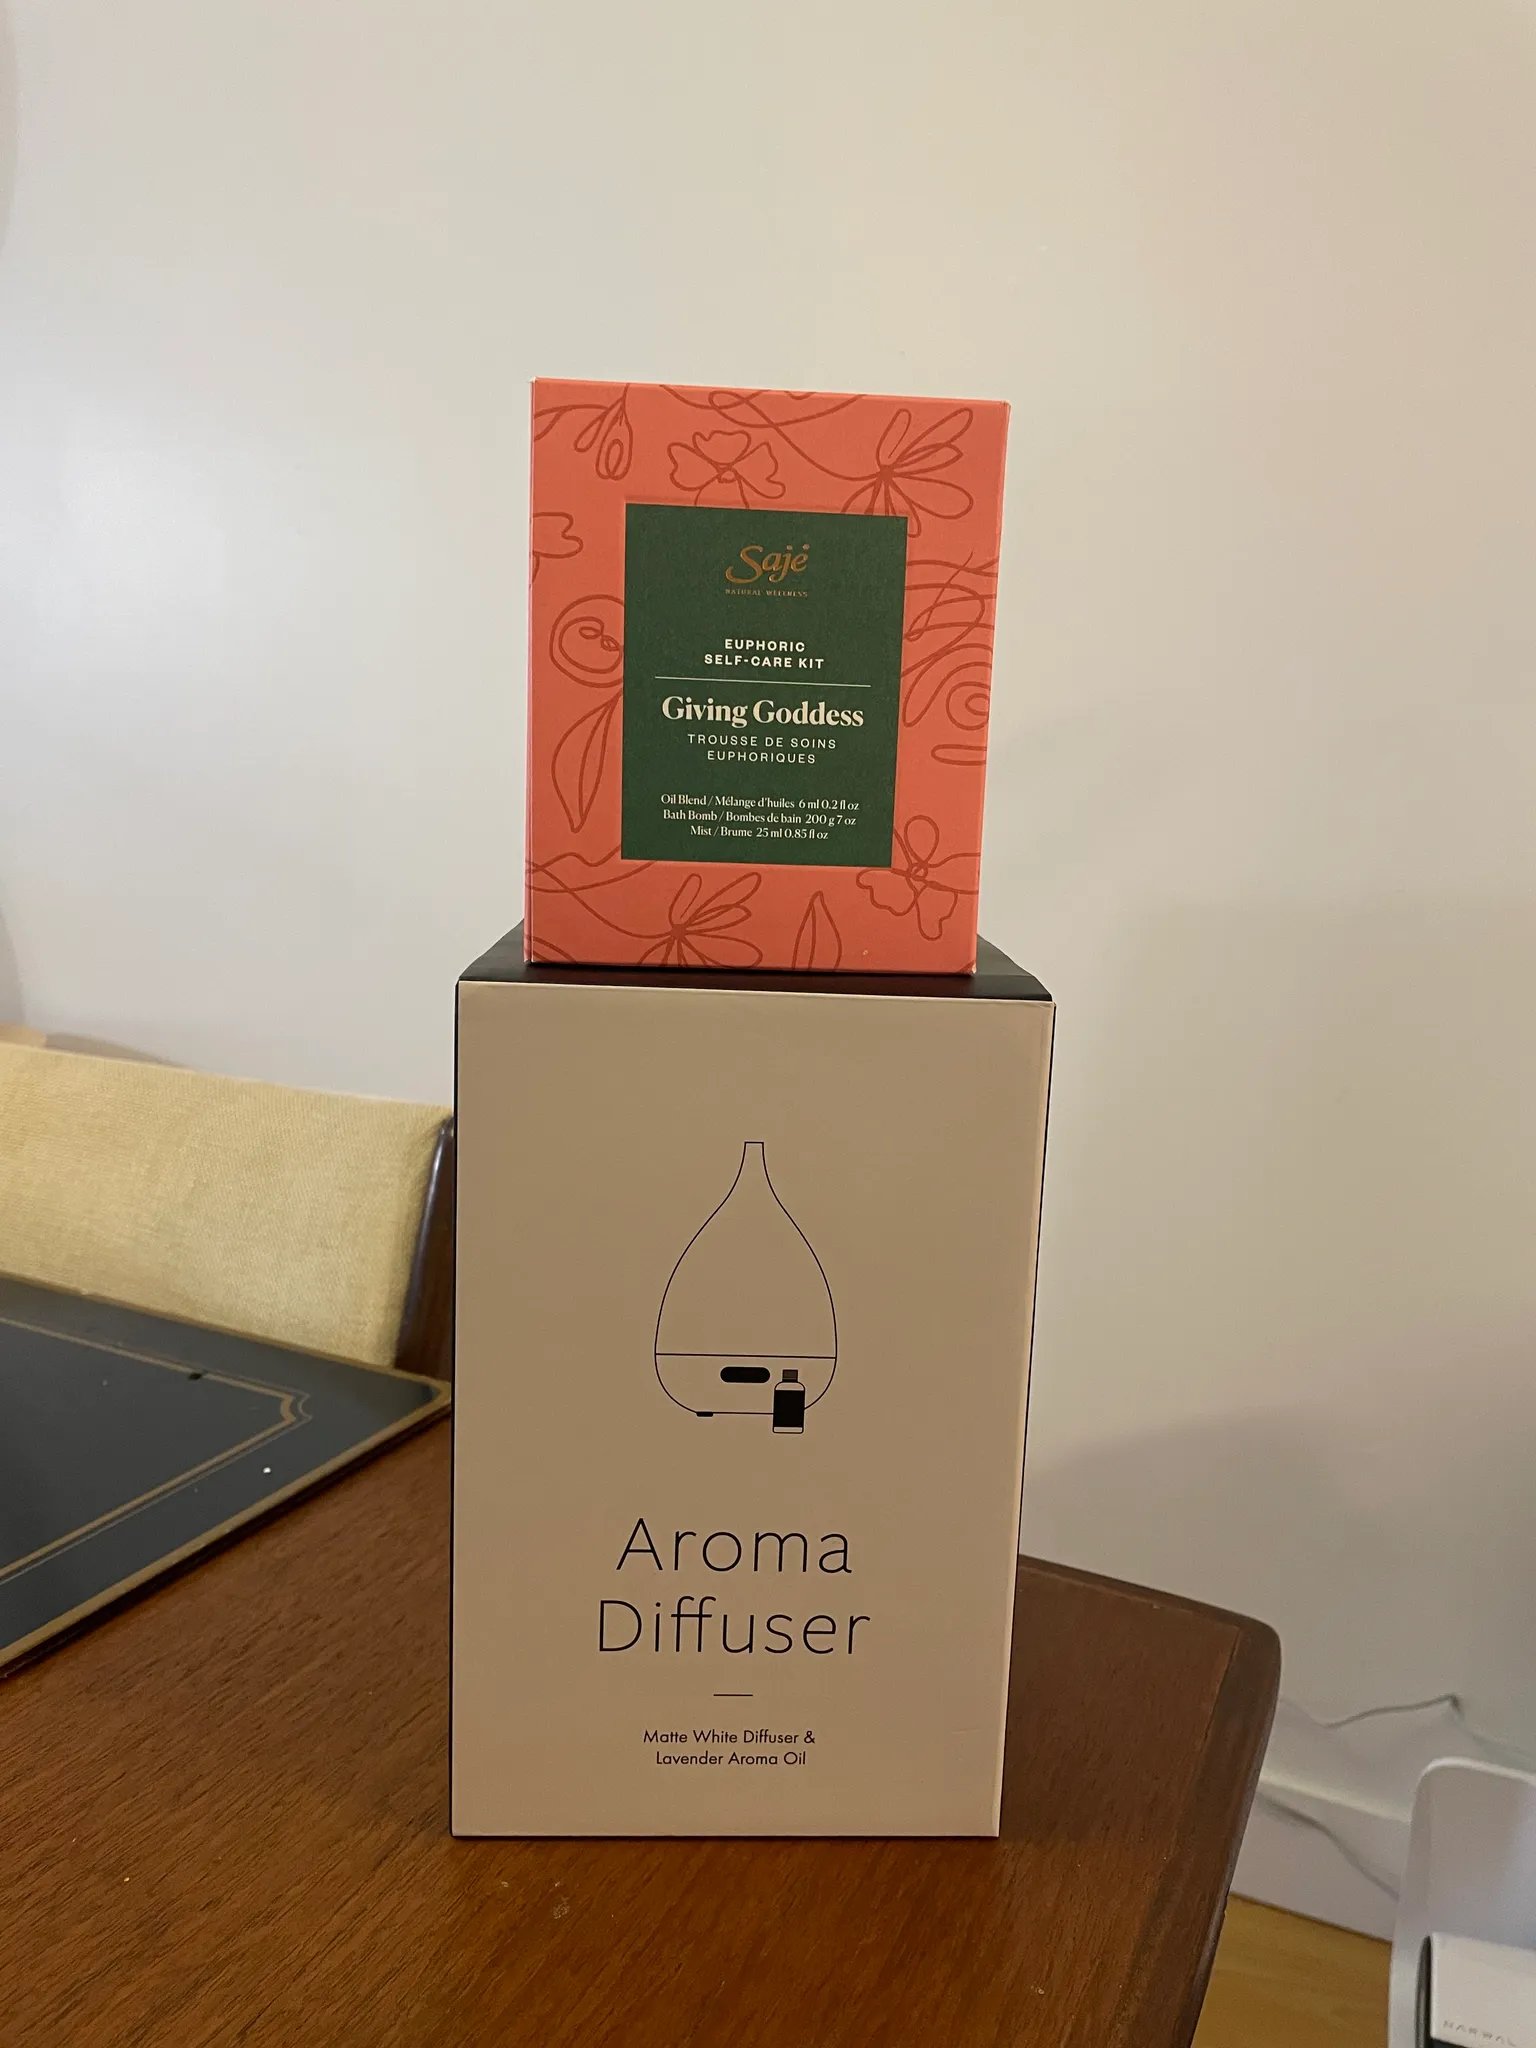 Sajé
NATURAL WELLNESS
EUPHORIC
SELF-CARE KIT
Giving Goddess
TROUSSE DE SOINS
EUPHORIQUES
Oil Blend / Mélange d'huiles 6 ml 0.2 fl oz
Bath Bomb / Bombes de bain 200 g 7 oz
Mist / Brume 25 ml 0.85 fl oz
Aroma
Diffuser
Matte White Diffuser &
Lavender Aroma Oil
NARWAL